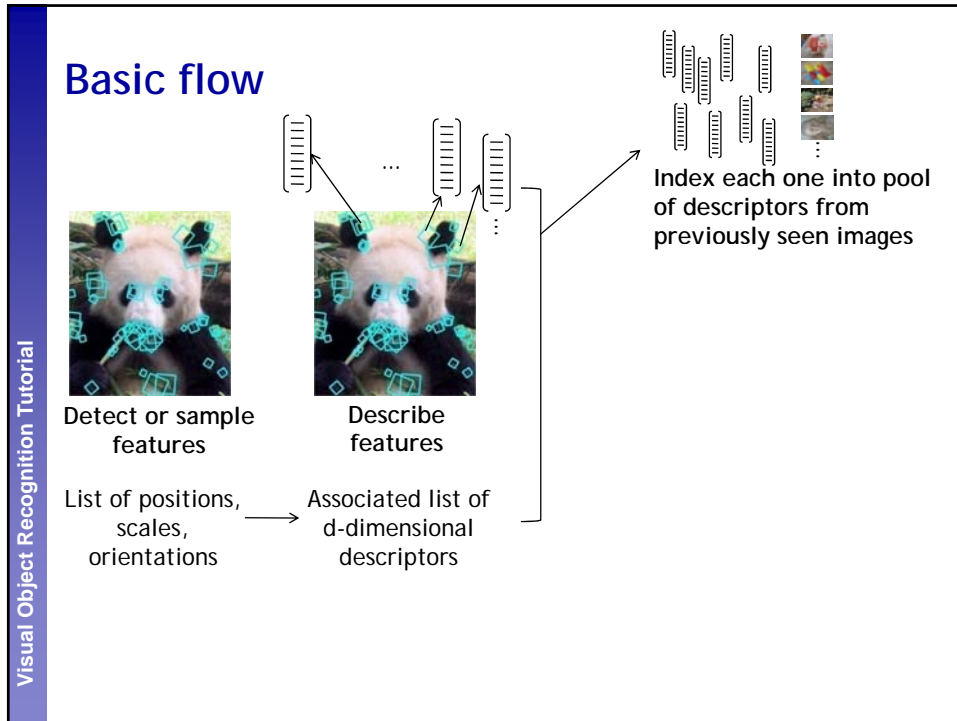 Basic flow
...
Index each one into pool
of descriptors from
previously seen images
Detect or sample
features
Describe
features
List of positions,
scales,
orientations
Associated list of
d-dimensional
descriptors
Visual Object Recognition Tutorial